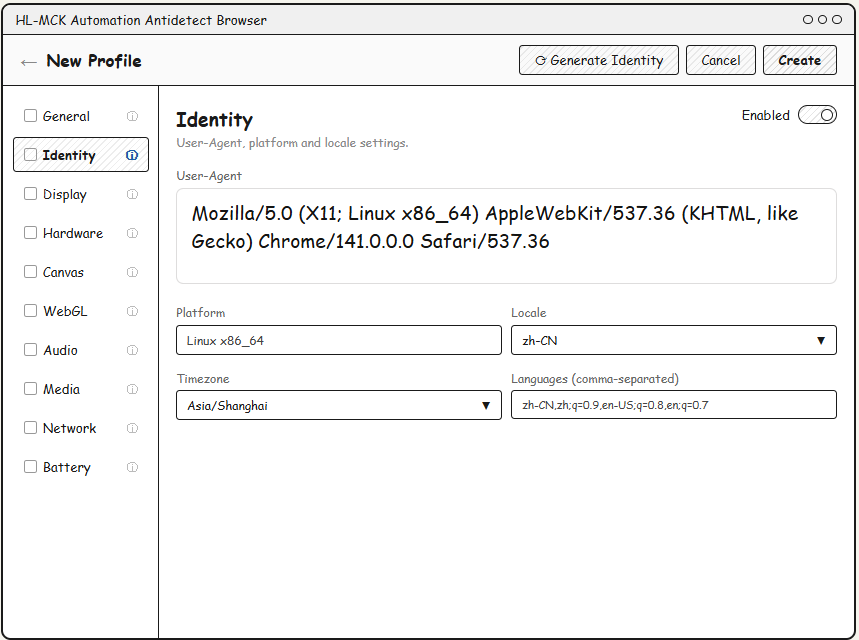 HL-MCK Automation Antidetect Browser
← New Profile
⟳ Generate Identity
Cancel
Create
General
Identity
Display
Hardware
Canvas
WebGL
Audio
Media
Network
Battery
Identity
Enabled
User-Agent, platform and locale settings.
User-Agent
Mozilla/5.0 (X11; Linux x86_64) AppleWebKit/537.36 (KHTML, like
Gecko) Chrome/141.0.0.0 Safari/537.36
Platform
Linux x86_64
Locale
zh-CN
Timezone
Asia/Shanghai
Languages (comma-separated)
zh-CN,zh;q=0.9,en-US;q=0.8,en;q=0.7